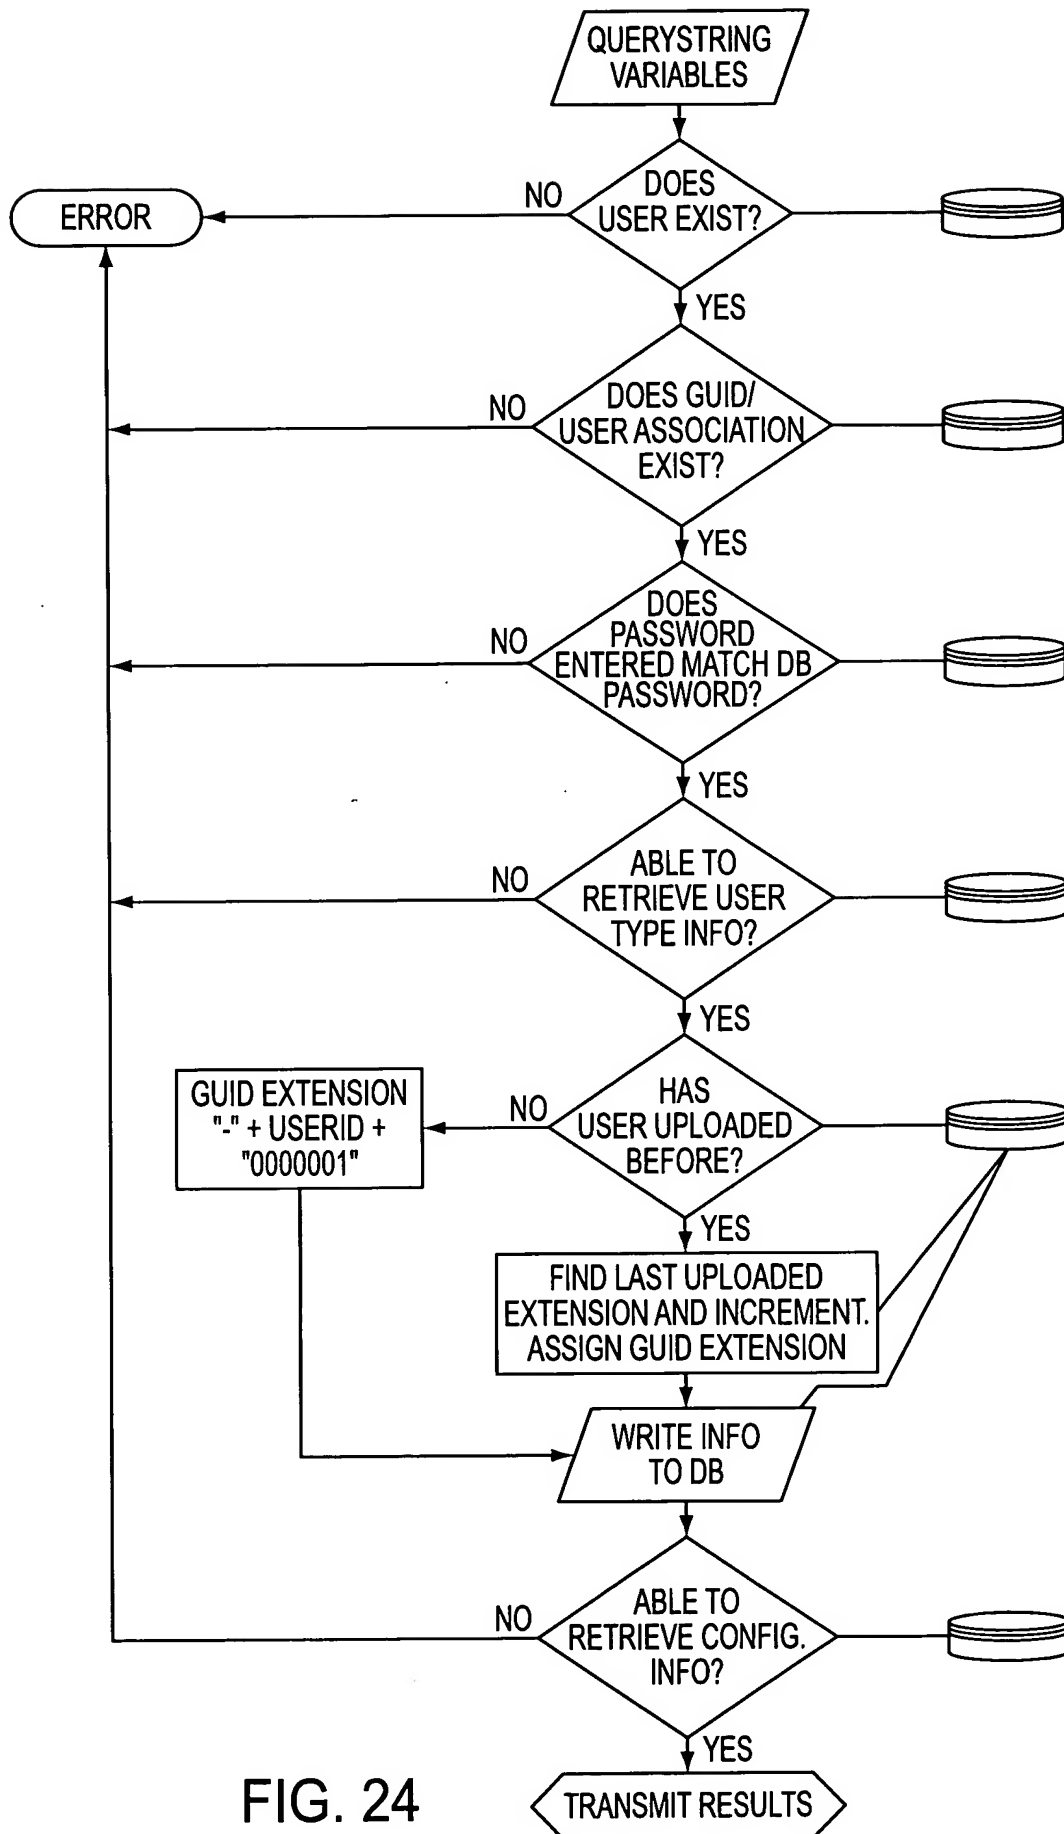 QUERYSTRING
VARIABLES
DOES
USER EXIST?
NO
ERROR
YES
DOES GUID/
USER ASSOCIATION
EXIST?
NO
YES
DOES
PASSWORD
ENTERED MATCH DB
PASSWORD?
NO
YES
ABLE TO
RETRIEVE USER
TYPE INFO?
NO
YES
HAS
USER UPLOADED
BEFORE?
NO
GUID EXTENSION
"-" + USERID +
"0000001"
YES
FIND LAST UPLOADED
EXTENSION AND INCREMENT.
ASSIGN GUID EXTENSION
WRITE INFO
TO DB
ABLE TO
RETRIEVE CONFIG.
INFO?
NO
YES
TRANSMIT RESULTS
FIG. 24